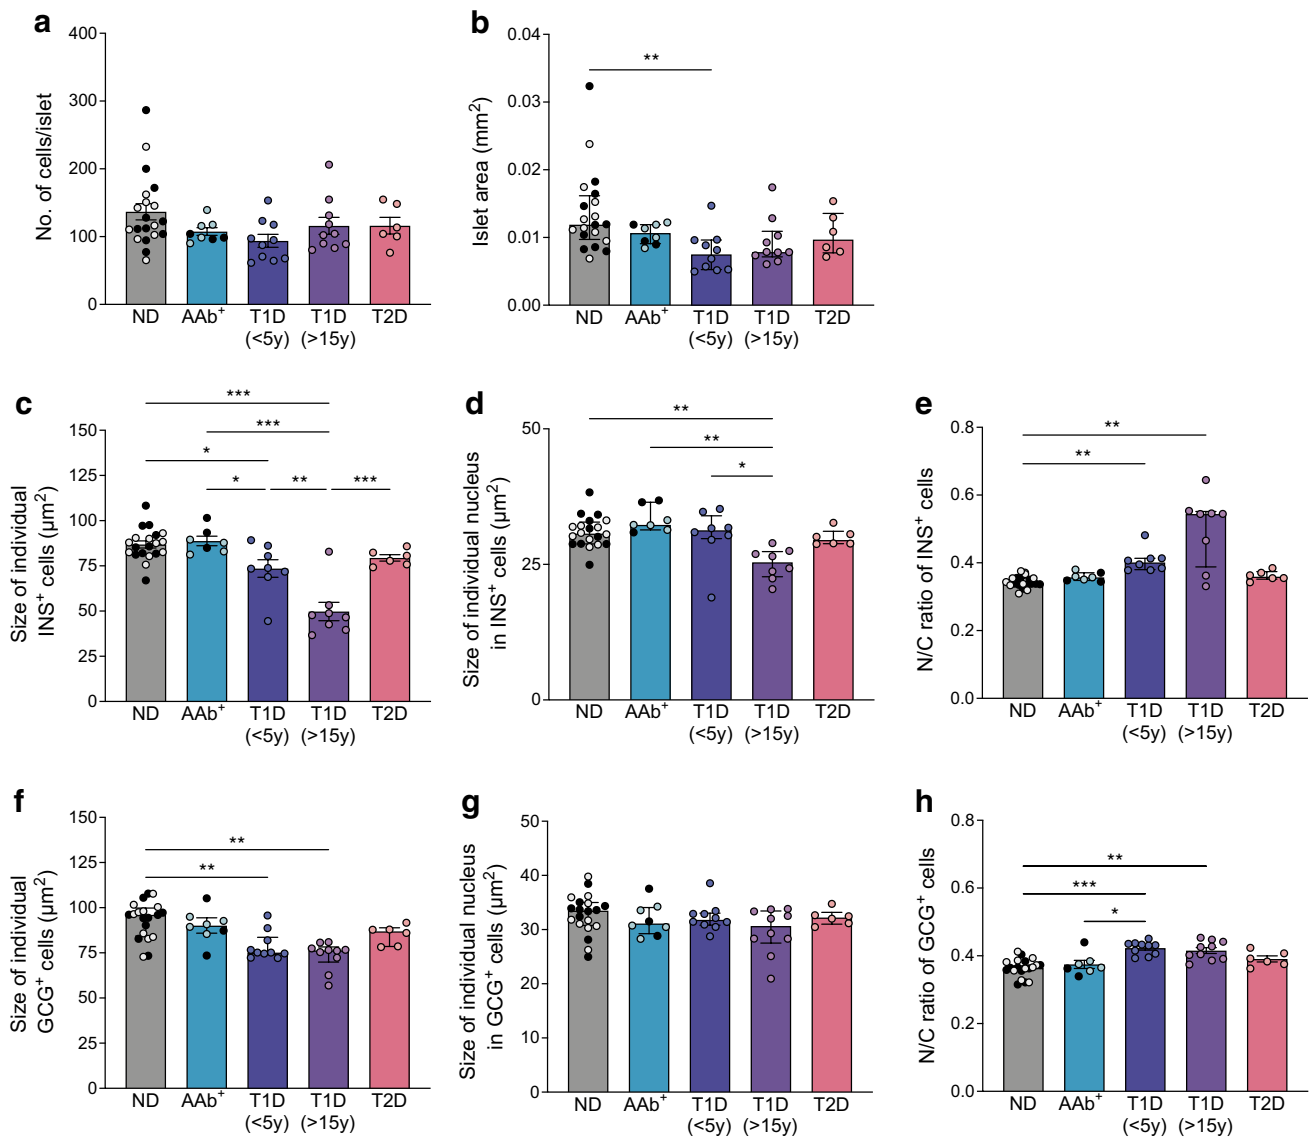 a
No. of cells/islet
400
300
200
100
0
ND
AAb+
T1D
(<5y)
T1D
(>15y)
T2D
b
Islet area (mm2)
0.04
0.03
0.02
0.01
0.00
**
ND
AAb+
T1D
(<5y)
T1D
(>15y)
T2D
c
Size of individual
INS+ cells (μm2)
150
125
100
75
50
25
0
***
***
*
*
**
***
ND
AAb+
T1D
(<5y)
T1D
(>15y)
T2D
d
Size of individual nucleus
in INS+ cells (μm2)
50
25
0
**
**
*
ND
AAb+
T1D
(<5y)
T1D
(>15y)
T2D
e
N/C ratio of INS+ cells
0.8
0.6
0.4
0.2
0.0
**
**
ND
AAb+
T1D
(<5y)
T1D
(>15y)
T2D
f
Size of individual
GCG+ cells (μm2)
150
125
100
75
50
25
0
**
**
ND
AAb+
T1D
(<5y)
T1D
(>15y)
T2D
g
Size of individual nucleus
in GCG+ cells (μm2)
50
40
30
20
10
0
ND
AAb+
T1D
(<5y)
T1D
(>15y)
T2D
h
N/C ratio of GCG+ cells
0.8
0.6
0.4
0.2
0.0
**
***
*
ND
AAb+
T1D
(<5y)
T1D
(>15y)
T2D